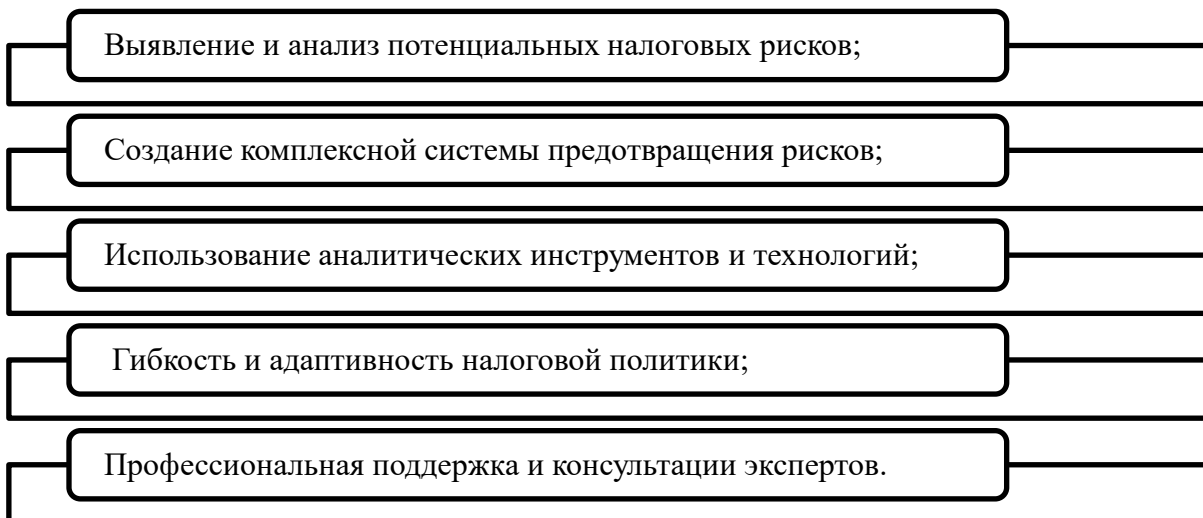 Выявление и анализ потенциальных налоговых рисков;
Создание комплексной системы предотвращения рисков;
Использование аналитических инструментов и технологий;
Гибкость и адаптивность налоговой политики;
Профессиональная поддержка и консультации экспертов.